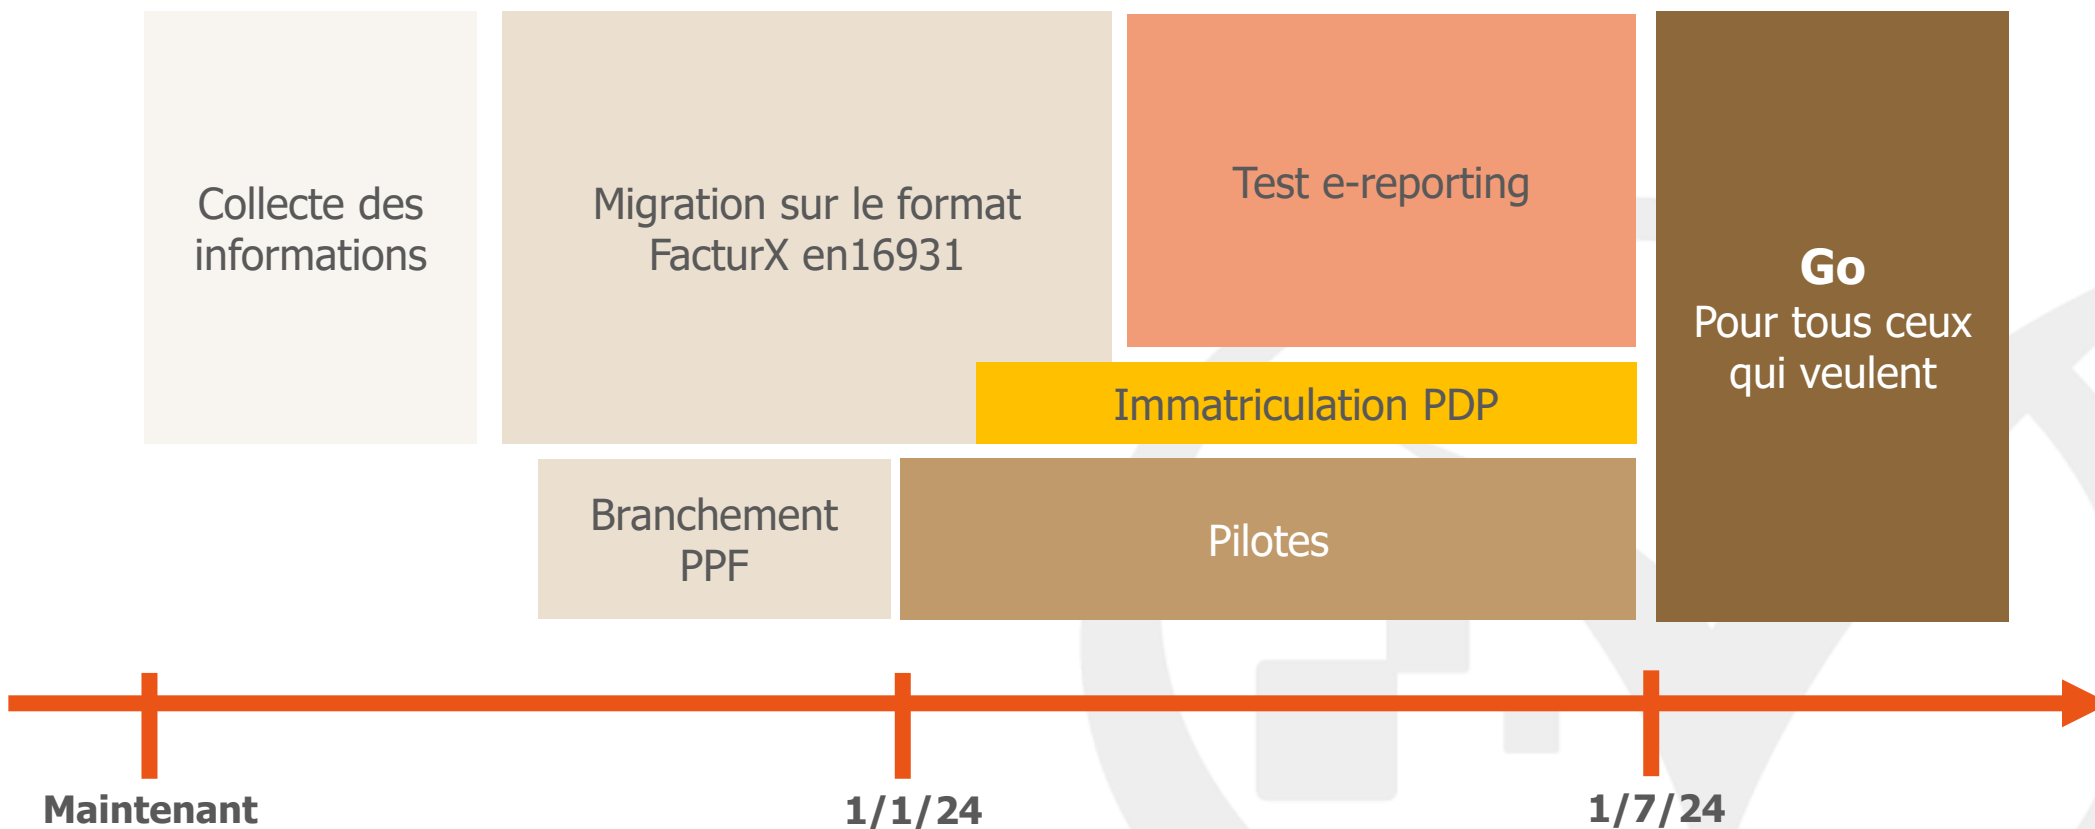 Collecte des
informations
Migration sur le format
FacturX en16931
Test e-reporting
Go
Pour tous ceux
qui veulent
Immatriculation PDP
Branchement
PPF
Pilotes
Maintenant
1/1/24
1/7/24